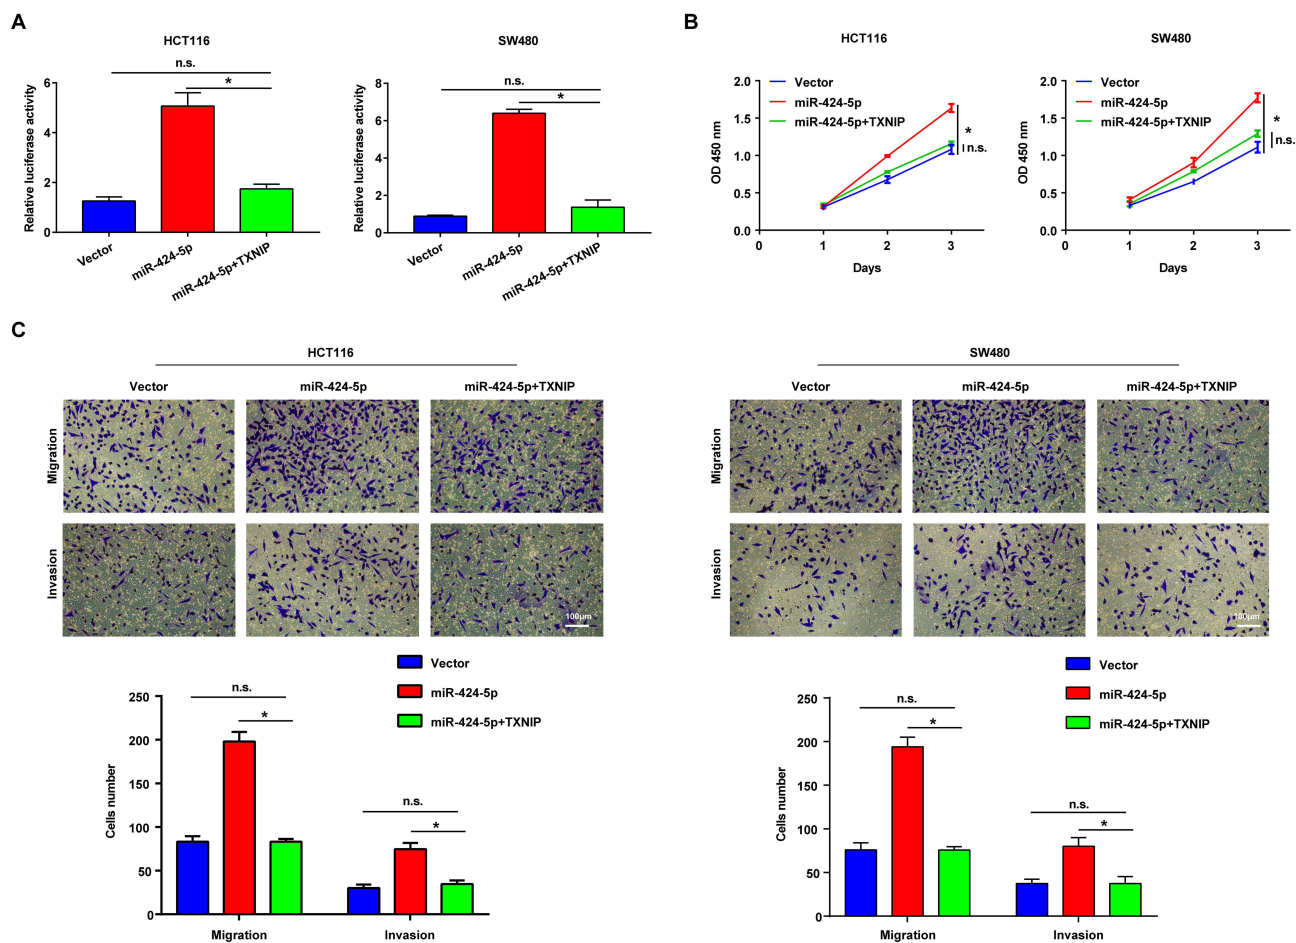 A
HCT116
n.s.
*
Relative luciferase activity
6
4
2
0
Vector
miR-424-5p
miR-424-5p+TXNIP
SW480
n.s.
*
Relative luciferase activity
8
6
4
2
0
Vector
miR-424-5p
miR-424-5p+TXNIP
B
HCT116
Vector
miR-424-5p
miR-424-5p+TXNIP
OD 450 nm
2.0
1.5
1.0
0.5
0.0
0 1 2 3
Days
*
n.s.
SW480
Vector
miR-424-5p
miR-424-5p+TXNIP
OD 450 nm
2.0
1.5
1.0
0.5
0.0
0 1 2 3
Days
*
n.s.
C
HCT116
Vector miR-424-5p miR-424-5p+TXNIP
Migration
Invasion
100μm
SW480
Vector miR-424-5p miR-424-5p+TXNIP
Migration
Invasion
100μm
Vector
miR-424-5p
miR-424-5p+TXNIP
Cells number
250
200
150
100
50
0
n.s.
*
n.s.
*
Migration Invasion
Vector
miR-424-5p
miR-424-5p+TXNIP
Cells number
250
200
150
100
50
0
n.s.
*
n.s.
*
Migration Invasion